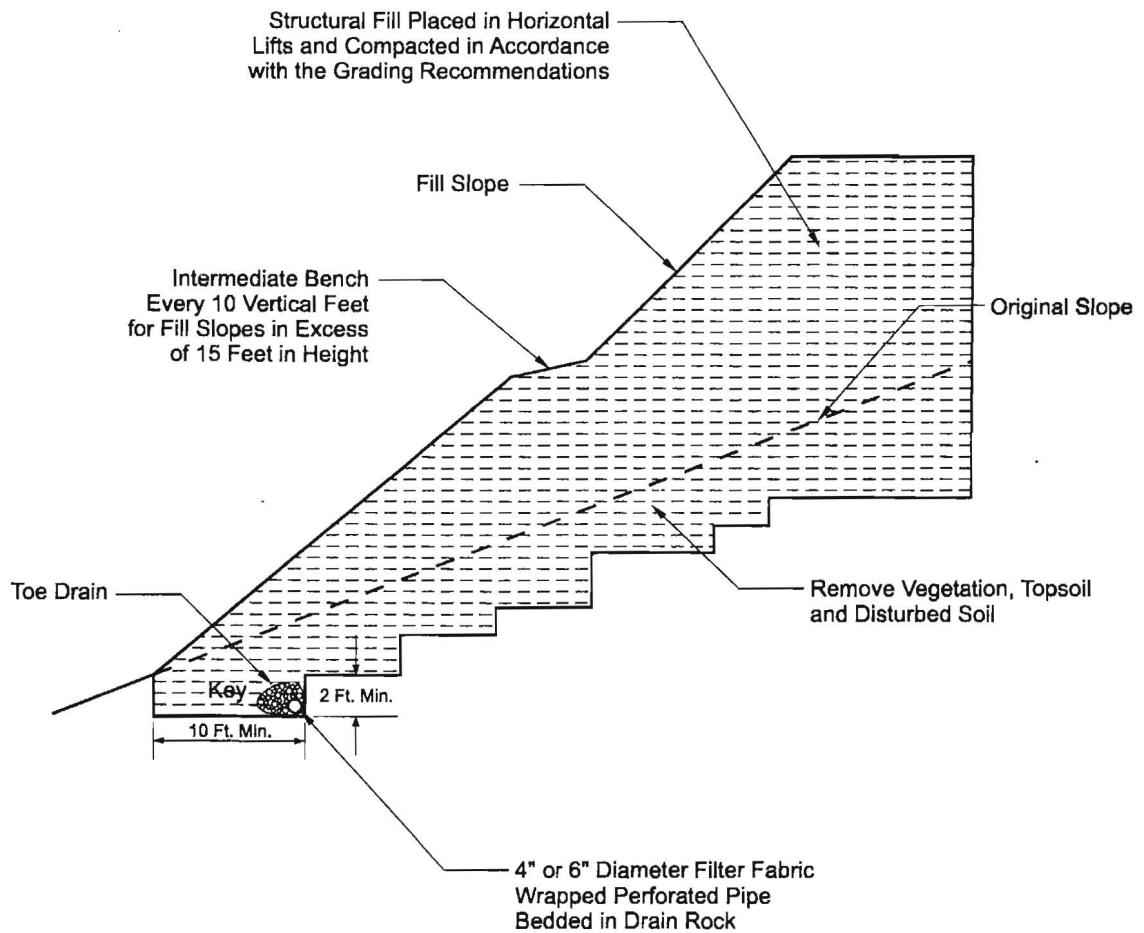 Structural Fill Placed in Horizontal
Lifts and Compacted in Accordance
with the Grading Recommendations
Fill Slope
Intermediate Bench
Every 10 Vertical Feet
for Fill Slopes in Excess
of 15 Feet in Height
Original Slope
Toe Drain
Remove Vegetation, Topsoil
and Disturbed Soil
Key
2 Ft. Min.
10 Ft. Min.
4" or 6" Diameter Filter Fabric
Wrapped Perforated Pipe
Bedded in Drain Rock